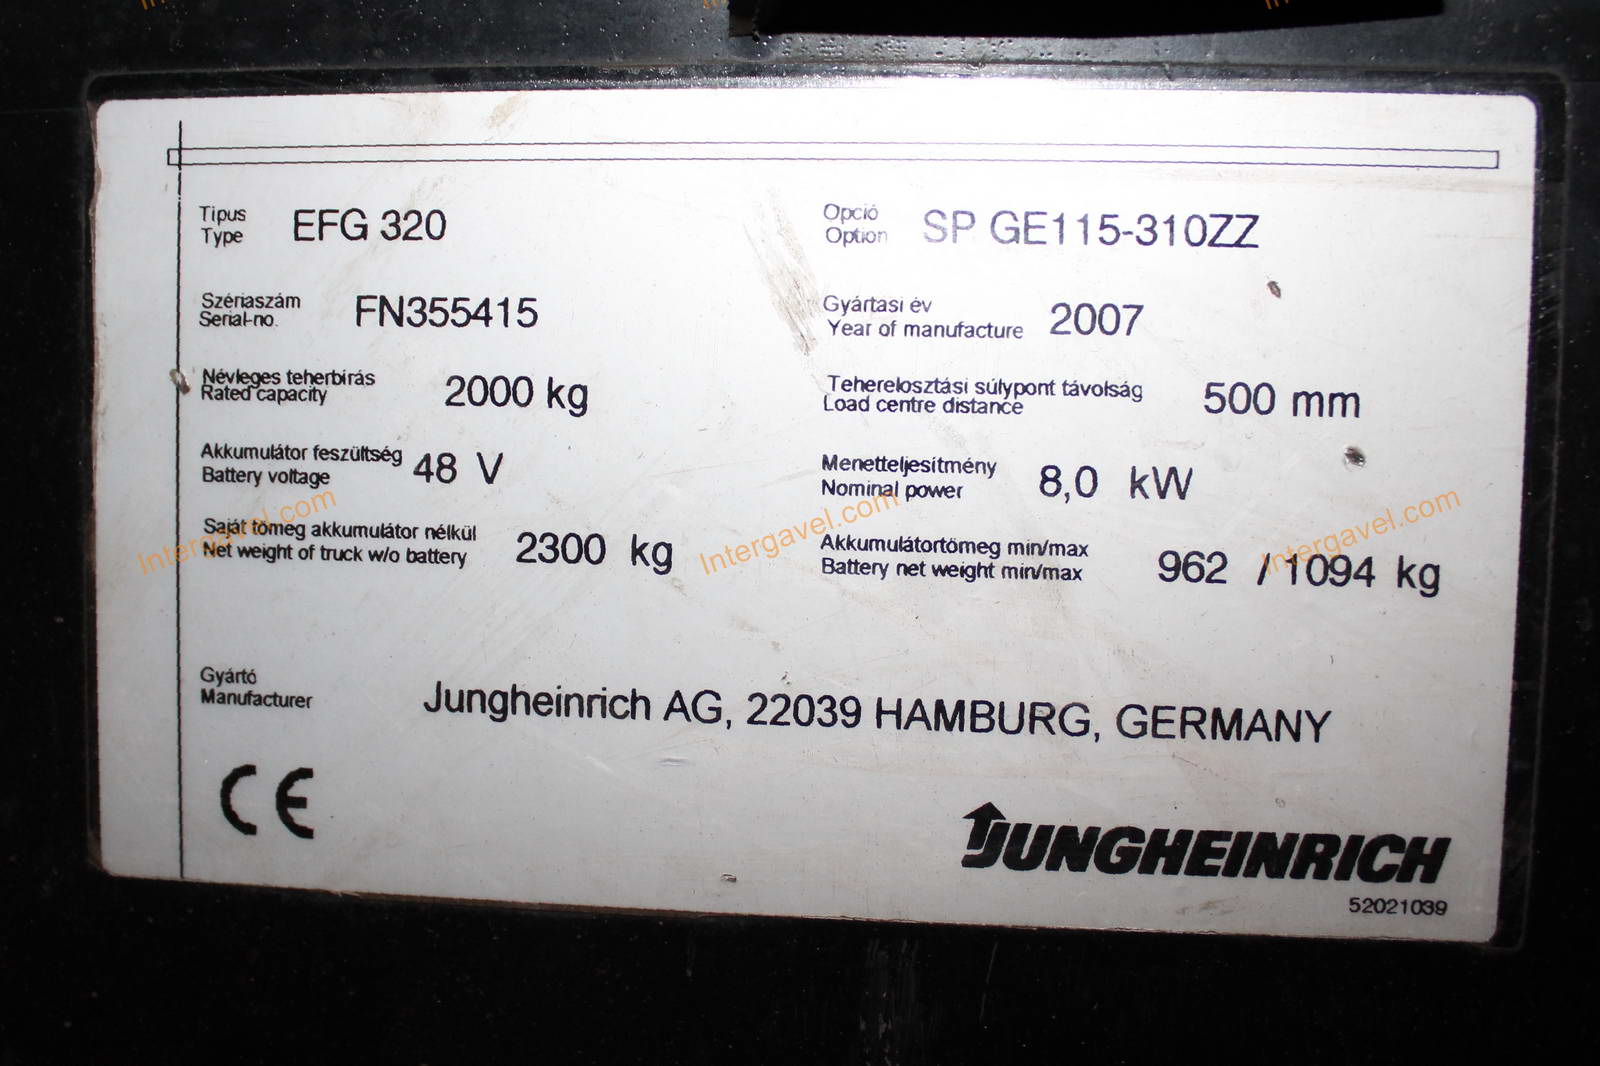 Tipus
Type
EFG 320
Opció
Option
SP GE115-310ZZ
Szériaszám
Serial-no.
FN355415
Gyártasi év
Year of manufacture
2007
Névleges teherbírás
Rated capacity
2000 kg
Teherelosztási súlypont távolság
Load centre distance
500 mm
Akkumulátor feszültség
Battery voltage
48 V
Menetteljesítmény
Nominal power
8,0 kW
Saját tömeg akkumulátor nélkül
Net weight of truck w/o battery
2300 kg
Akkumulátortömeg min/max
Battery net weight min/max
962 / 1094 kg
Intergavel.com
Intergavel.com
Intergavel.com
Gyártó
Manufacturer
Jungheinrich AG, 22039 HAMBURG, GERMANY
CE
JUNGHEINRICH
52021039